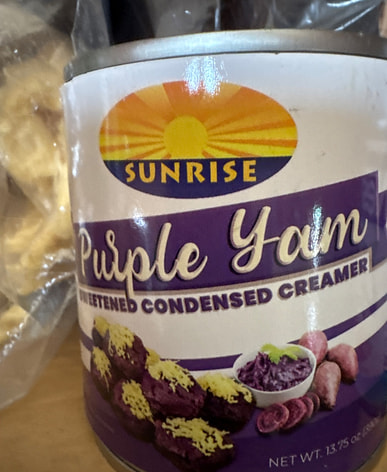 SUNRISE
Purple Yam
SWEETENED CONDENSED CREAMER
NET WT. 13.75 oz